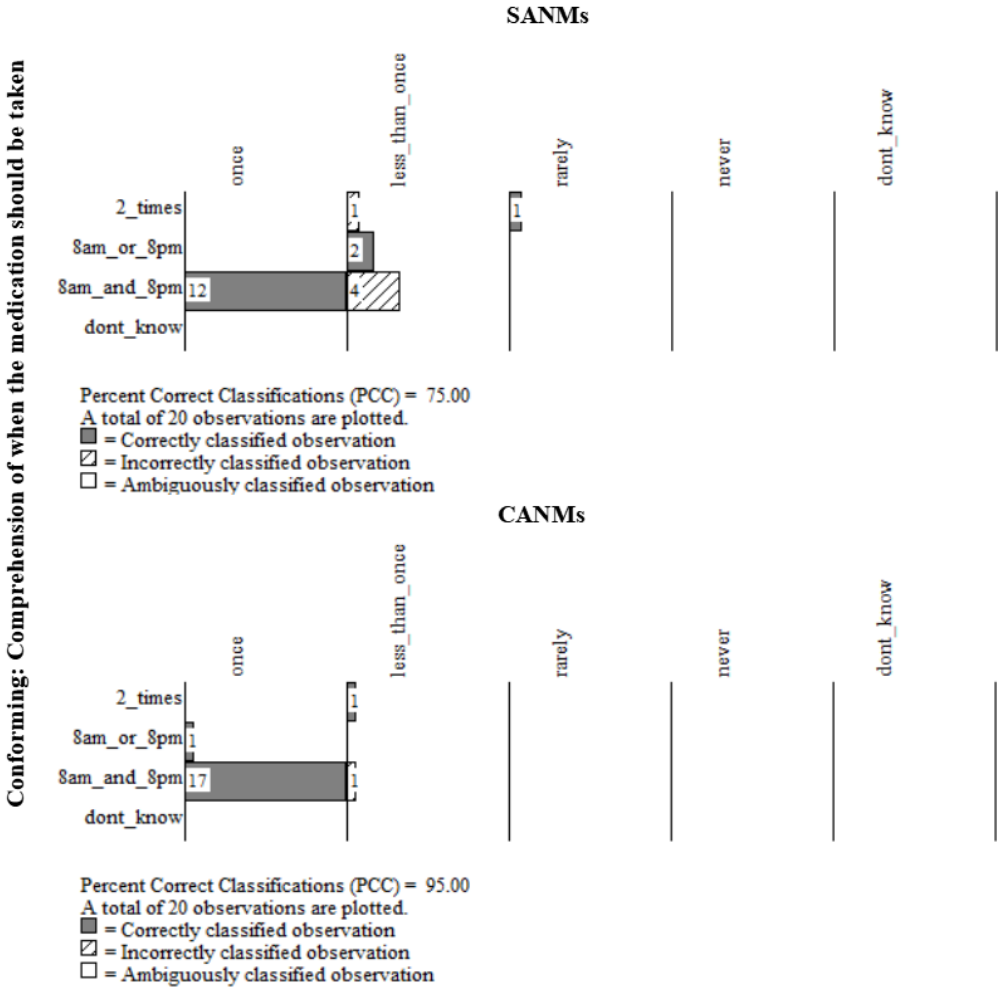 Conforming: Comprehension of when the medication should be taken
SANMs
once
less_than_once
rarely
never
dont_know
2_times
1
1
8am_or_8pm
2
8am_and_8pm
12
4
dont_know
Percent Correct Classifications (PCC) = 75.00
A total of 20 observations are plotted.
= Correctly classified observation
= Incorrectly classified observation
= Ambiguously classified observation
CANMs
once
less_than_once
rarely
never
dont_know
2_times
1
8am_or_8pm
1
8am_and_8pm
17
1
dont_know
Percent Correct Classifications (PCC) = 95.00
A total of 20 observations are plotted.
= Correctly classified observation
= Incorrectly classified observation
= Ambiguously classified observation